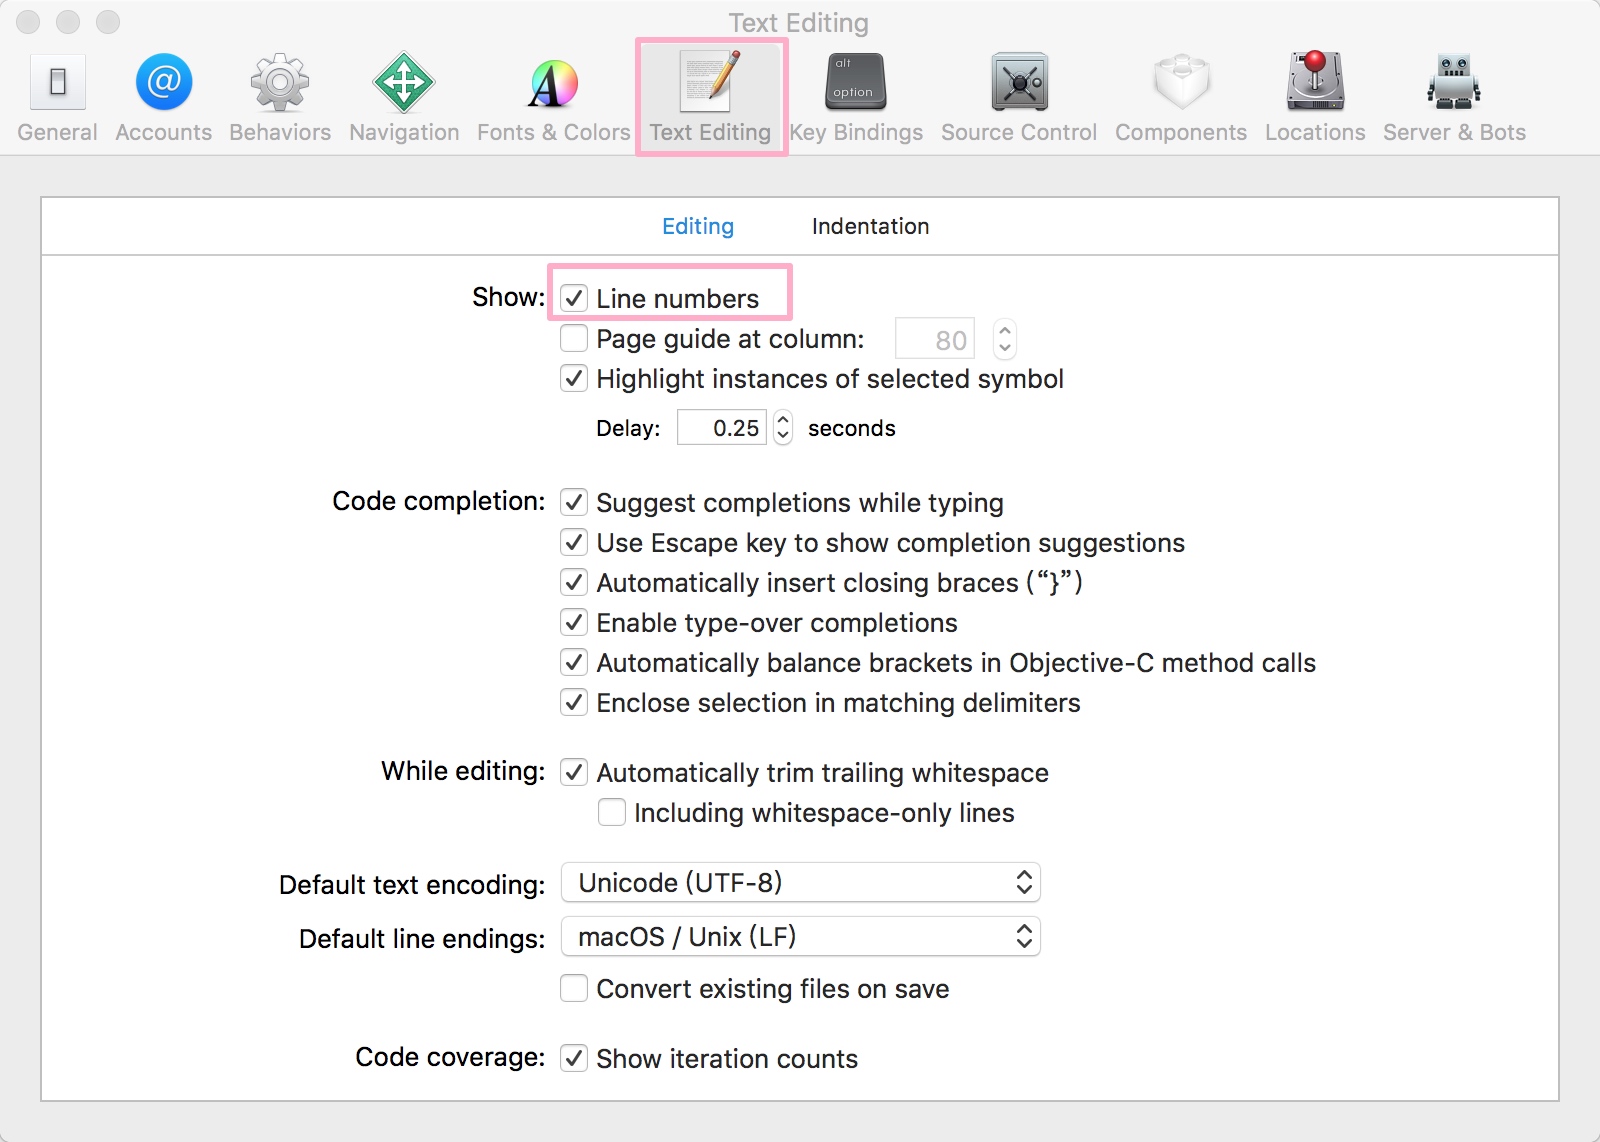 Text Editing
General Accounts Behaviors Navigation Fonts & Colors Text Editing Key Bindings Source Control Components Locations Server & Bots
alt
option
Editing Indentation
Show: Line numbers
Page guide at column: 80
Highlight instances of selected symbol
Delay: 0.25 seconds
Code completion: Suggest completions while typing
Use Escape key to show completion suggestions
Automatically insert closing braces (“}”)
Enable type-over completions
Automatically balance brackets in Objective-C method calls
Enclose selection in matching delimiters
While editing: Automatically trim trailing whitespace
Including whitespace-only lines
Default text encoding: Unicode (UTF-8)
Default line endings: macOS / Unix (LF)
Convert existing files on save
Code coverage: Show iteration counts